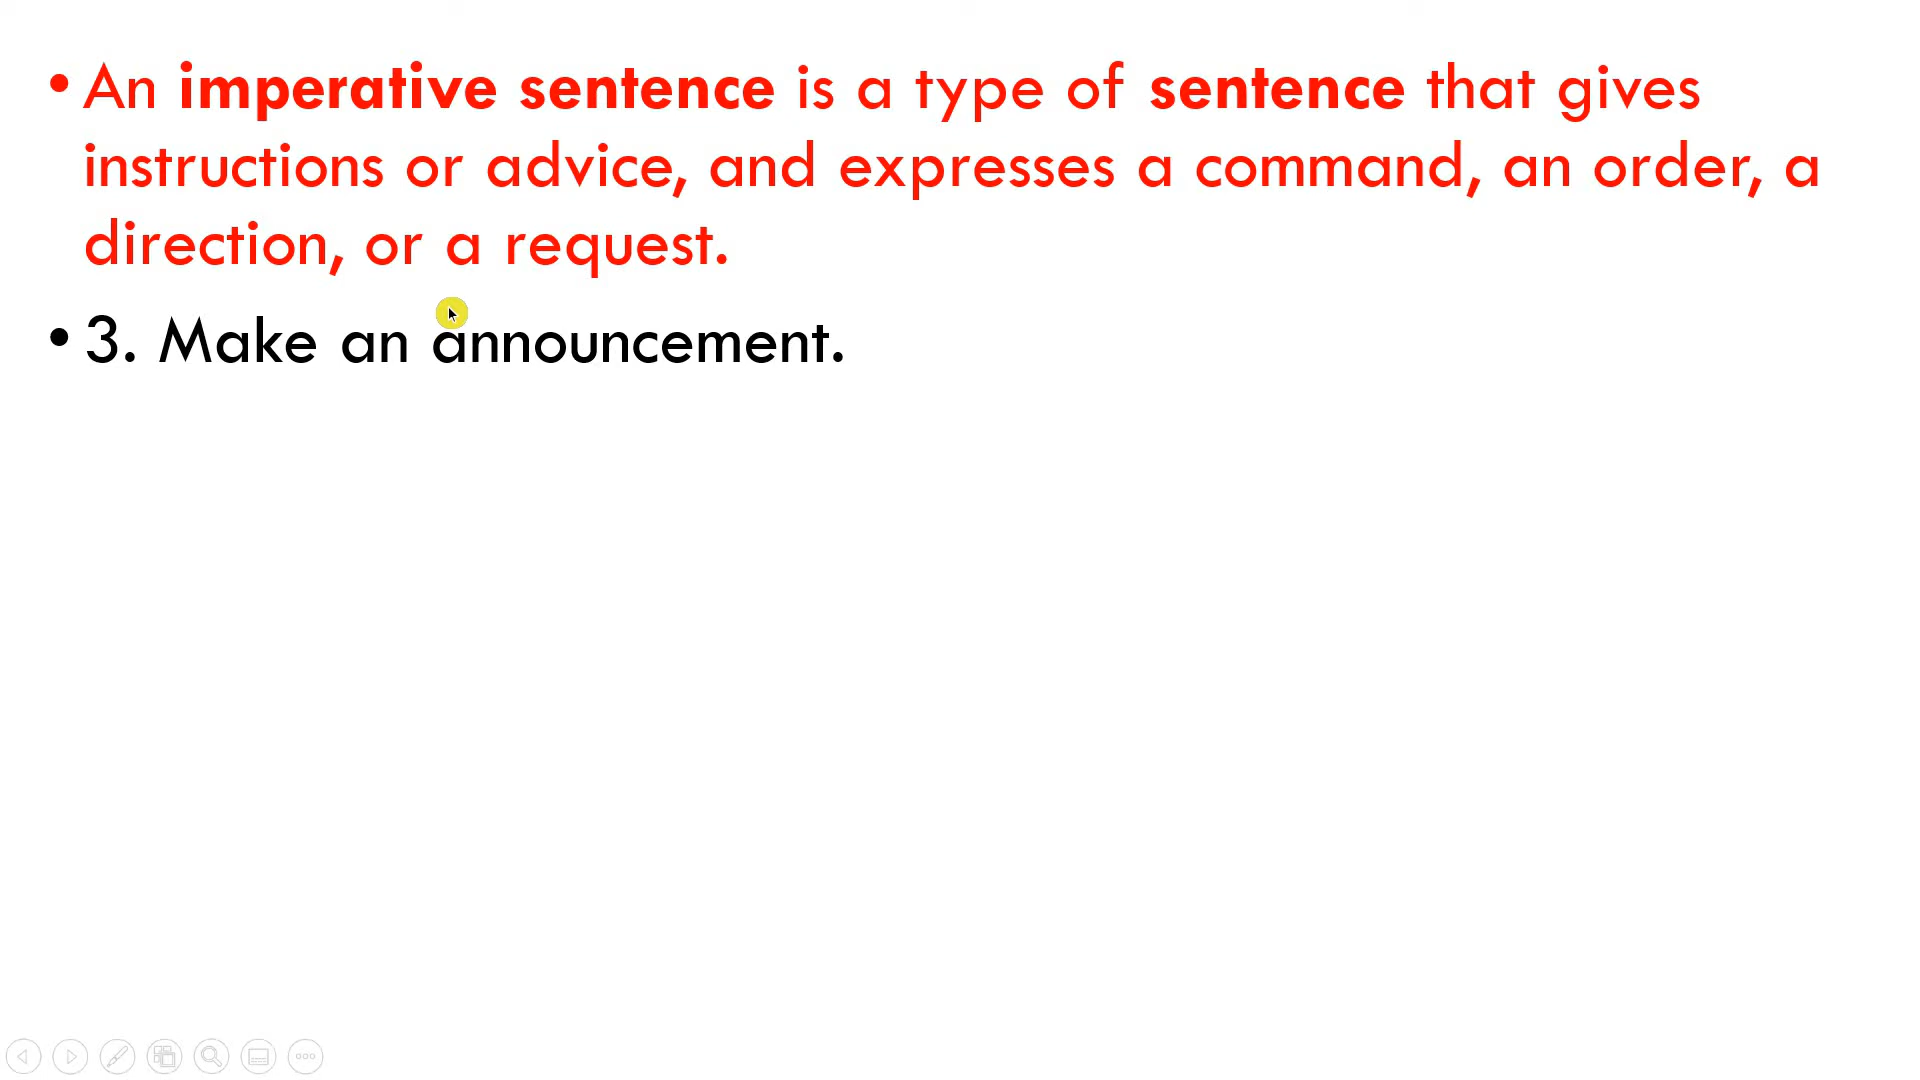 • An imperative sentence is a type of sentence that gives
instructions or advice, and expresses a command, an order, a
direction, or a request.
• 3. Make an announcement.